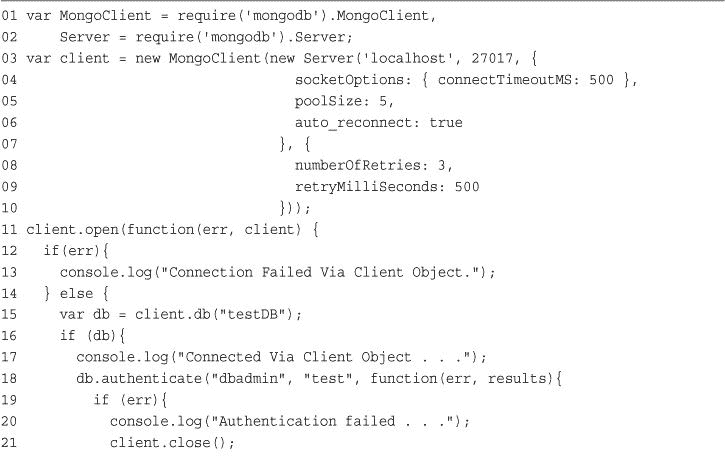 01 var MongoClient = require('mongodb').MongoClient,
02     Server = require('mongodb').Server;
03 var client = new MongoClient(new Server('localhost', 27017, {
04                                 socketOptions: { connectTimeoutMS: 500 },
05                                 poolSize: 5,
06                                 auto_reconnect: true
07                               }, {
08                                 numberOfRetries: 3,
09                                 retryMilliSeconds: 500
10                               }));
11 client.open(function(err, client) {
12   if(err){
13     console.log("Connection Failed Via Client Object.");
14   } else {
15     var db = client.db("testDB");
16     if (db){
17       console.log("Connected Via Client Object . . .");
18       db.authenticate("dbadmin", "test", function(err, results){
19         if (err){
20           console.log("Authentication failed . . .");
21           client.close();